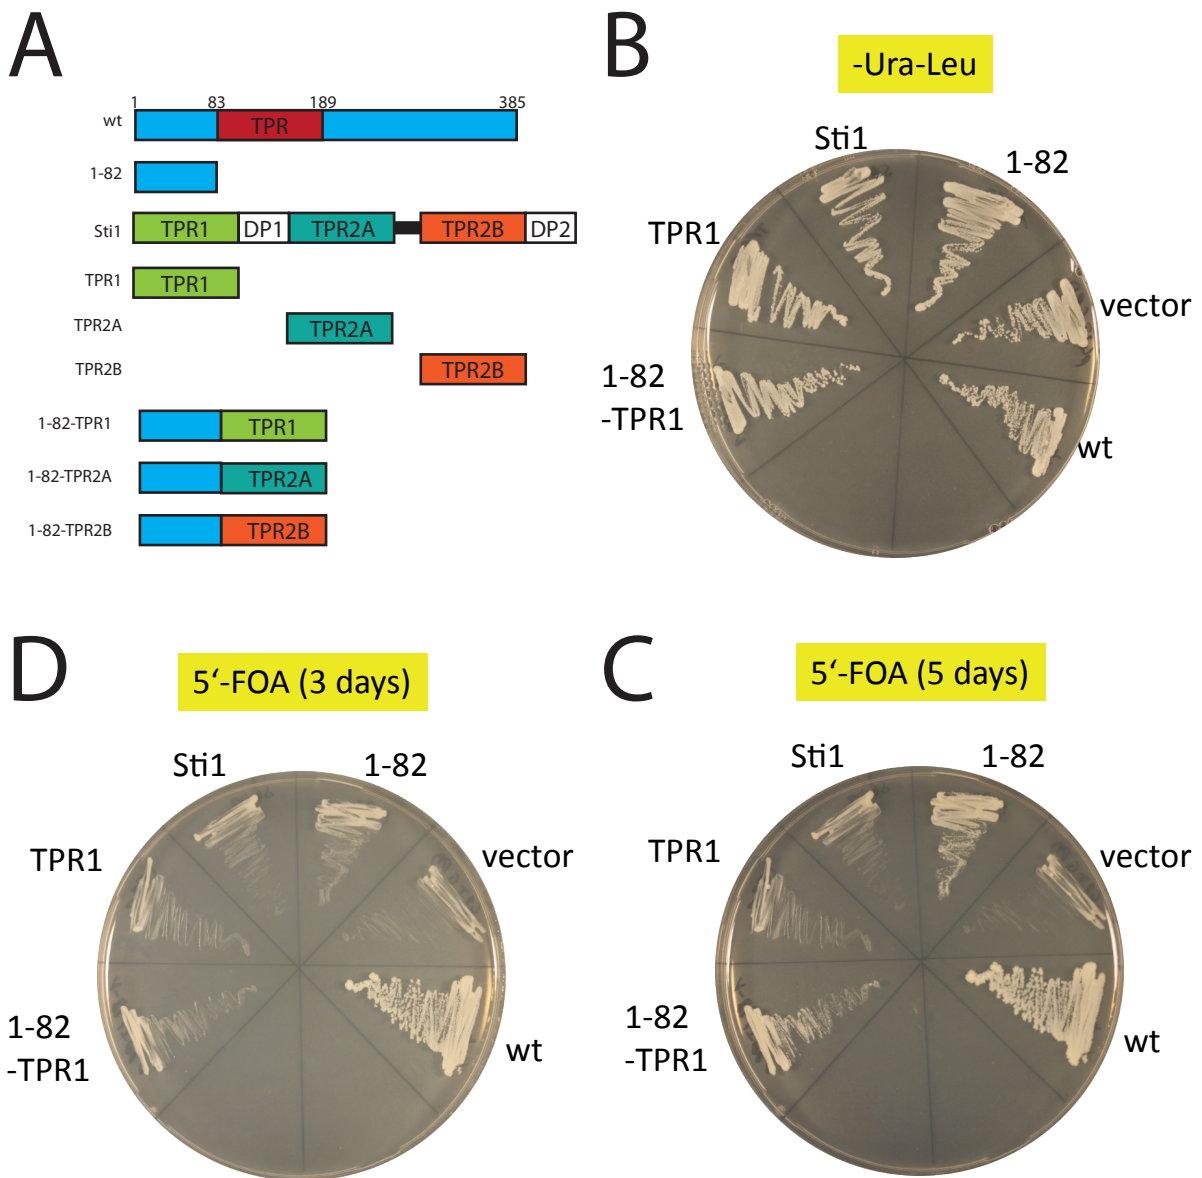 A
1 83 189 385
wt TPR
1-82
Sti1 TPR1 DP1 TPR2A TPR2B DP2
TPR1 TPR1
TPR2A TPR2A
TPR2B TPR2B
1-82-TPR1 TPR1
1-82-TPR2A TPR2A
1-82-TPR2B TPR2B
B
-Ura-Leu
Sti1
1-82
TPR1
vector
1-82
-TPR1
wt
D
5‘-FOA (3 days)
Sti1
1-82
TPR1
vector
1-82
-TPR1
wt
C
5‘-FOA (5 days)
Sti1
1-82
TPR1
vector
1-82
-TPR1
wt